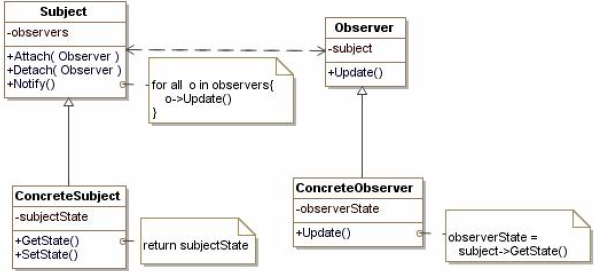 Subject
-observers
+Attach( Observer )
+Detach( Observer )
+Notify()
for all o in observers{
o->Update()
}
Observer
-subject
+Update()
ConcreteSubject
-subjectState
+GetState()
+SetState()
return subjectState
ConcreteObserver
-observerState
+Update()
observerState =
subject->GetState()